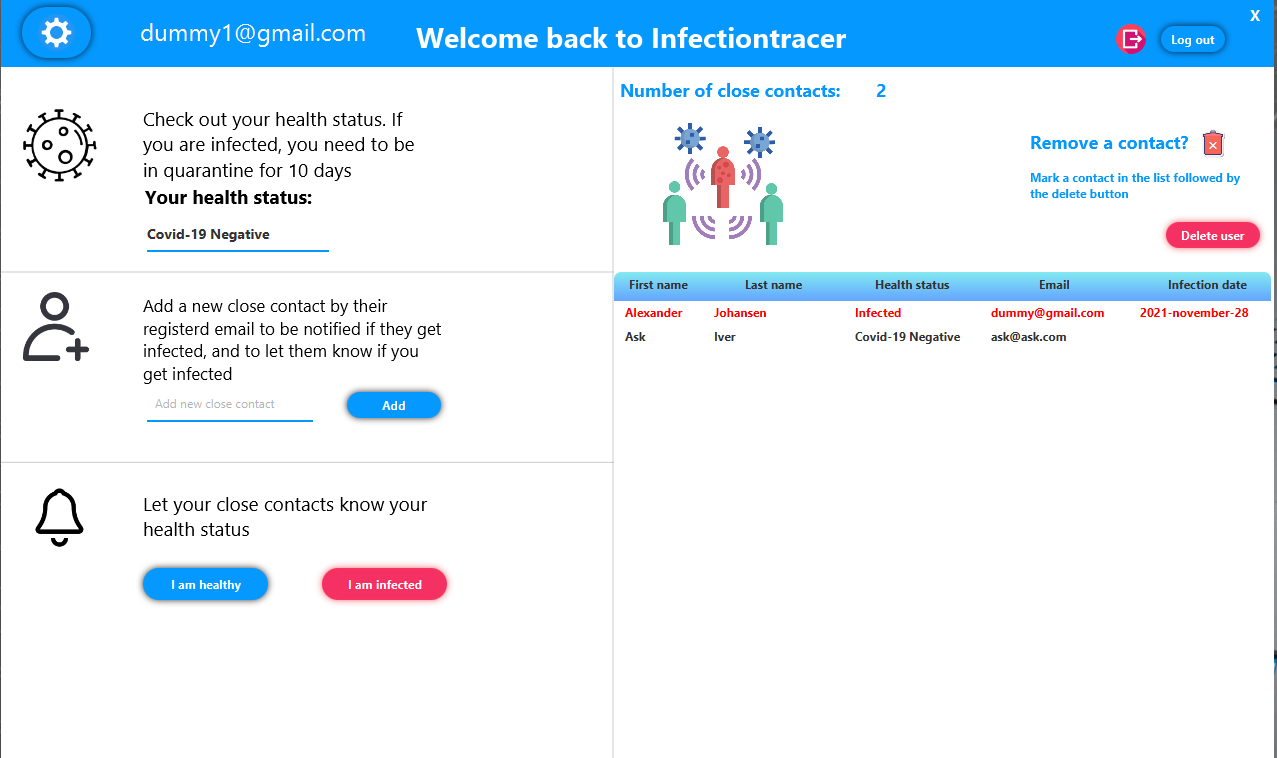 dummy1@gmail.com
Welcome back to Infectiontracer
X
Log out
Check out your health status. If
you are infected, you need to be
in quarantine for 10 days
Your health status:
Covid-19 Negative
Add a new close contact by their
registerd email to be notified if they get
infected, and to let them know if you
get infected
Add new close contact
Add
Let your close contacts know your
health status
I am healthy
I am infected
Number of close contacts: 2
Remove a contact?
Mark a contact in the list followed by
the delete button
Delete user
First name Last name Health status Email Infection date
Alexander Johansen Infected dummy@gmail.com 2021-november-28
Ask Iver Covid-19 Negative ask@ask.com